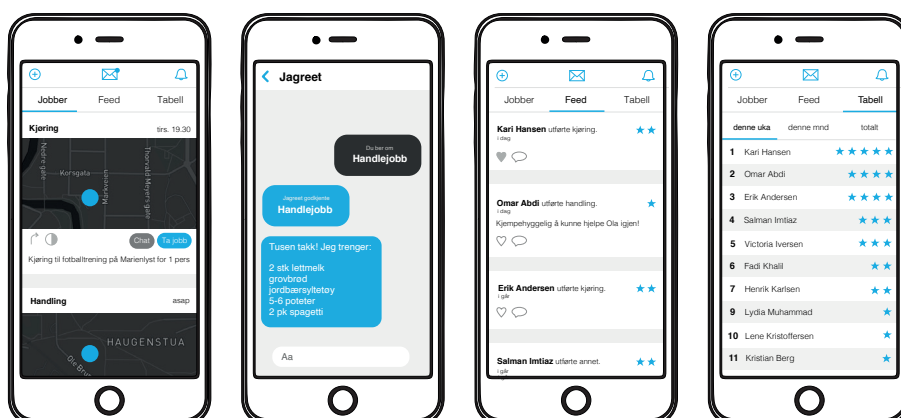 Jobber Feed Tabell
Kjøring tirs. 19.30
Nedre gate
Korsgata
Markveien
Thorvald Meyers gate
Chat Ta jobb
Kjøring til fotballtrening på Marienlyst for 1 pers
Handling asap
HAUGENSTUA
Ole Bru
Jagreet
Du ber om
Handlejobb
Jagreet godkjente
Handlejobb
Tusen takk! Jeg trenger:
2 stk lettmelk
grovbrød
jordbærsyltetøy
5-6 poteter
2 pk spagetti
Aa
Jobber Feed Tabell
Kari Hansen utførte kjøring.
i dag
Omar Abdi utførte handling.
i dag
Kjempehyggelig å kunne hjelpe Ola igjen!
Erik Andersen utførte kjøring.
i går
Salman Imtiaz utførte annet.
i går
Jobber Feed Tabell
denne uka denne mnd totalt
1 Kari Hansen
2 Omar Abdi
3 Erik Andersen
4 Salman Imtiaz
5 Victoria Iversen
6 Fadi Khalil
7 Henrik Karlsen
9 Lydia Muhammad
10 Lene Kristoffersen
11 Kristian Berg